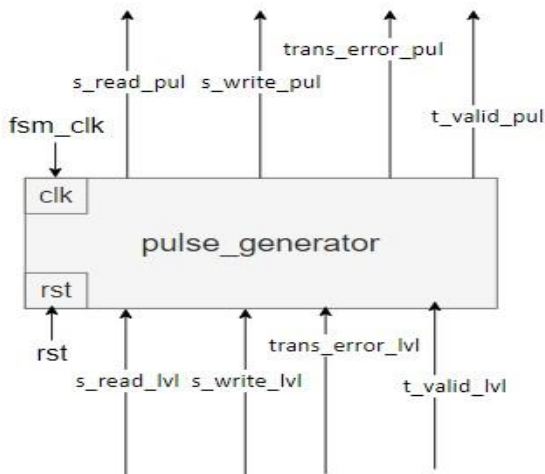 trans_error_pul
s_read_pul
s_write_pul
t_valid_pul
fsm_clk
clk
pulse_generator
rst
rst
trans_error_lvl
s_read_lvl
s_write_lvl
t_valid_lvl